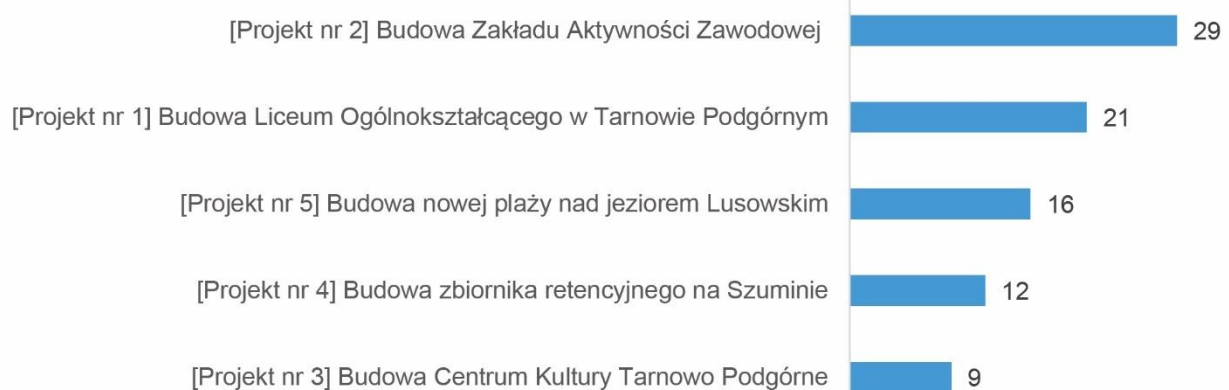 [Projekt nr 2] Budowa Zakładu Aktywności Zawodowej 29
[Projekt nr 1] Budowa Liceum Ogólnokształcącego w Tarnowie Podgórnym 21
[Projekt nr 5] Budowa nowej plaży nad jeziorem Lusowskim 16
[Projekt nr 4] Budowa zbiornika retencyjnego na Szuminie 12
[Projekt nr 3] Budowa Centrum Kultury Tarnowo Podgórne 9